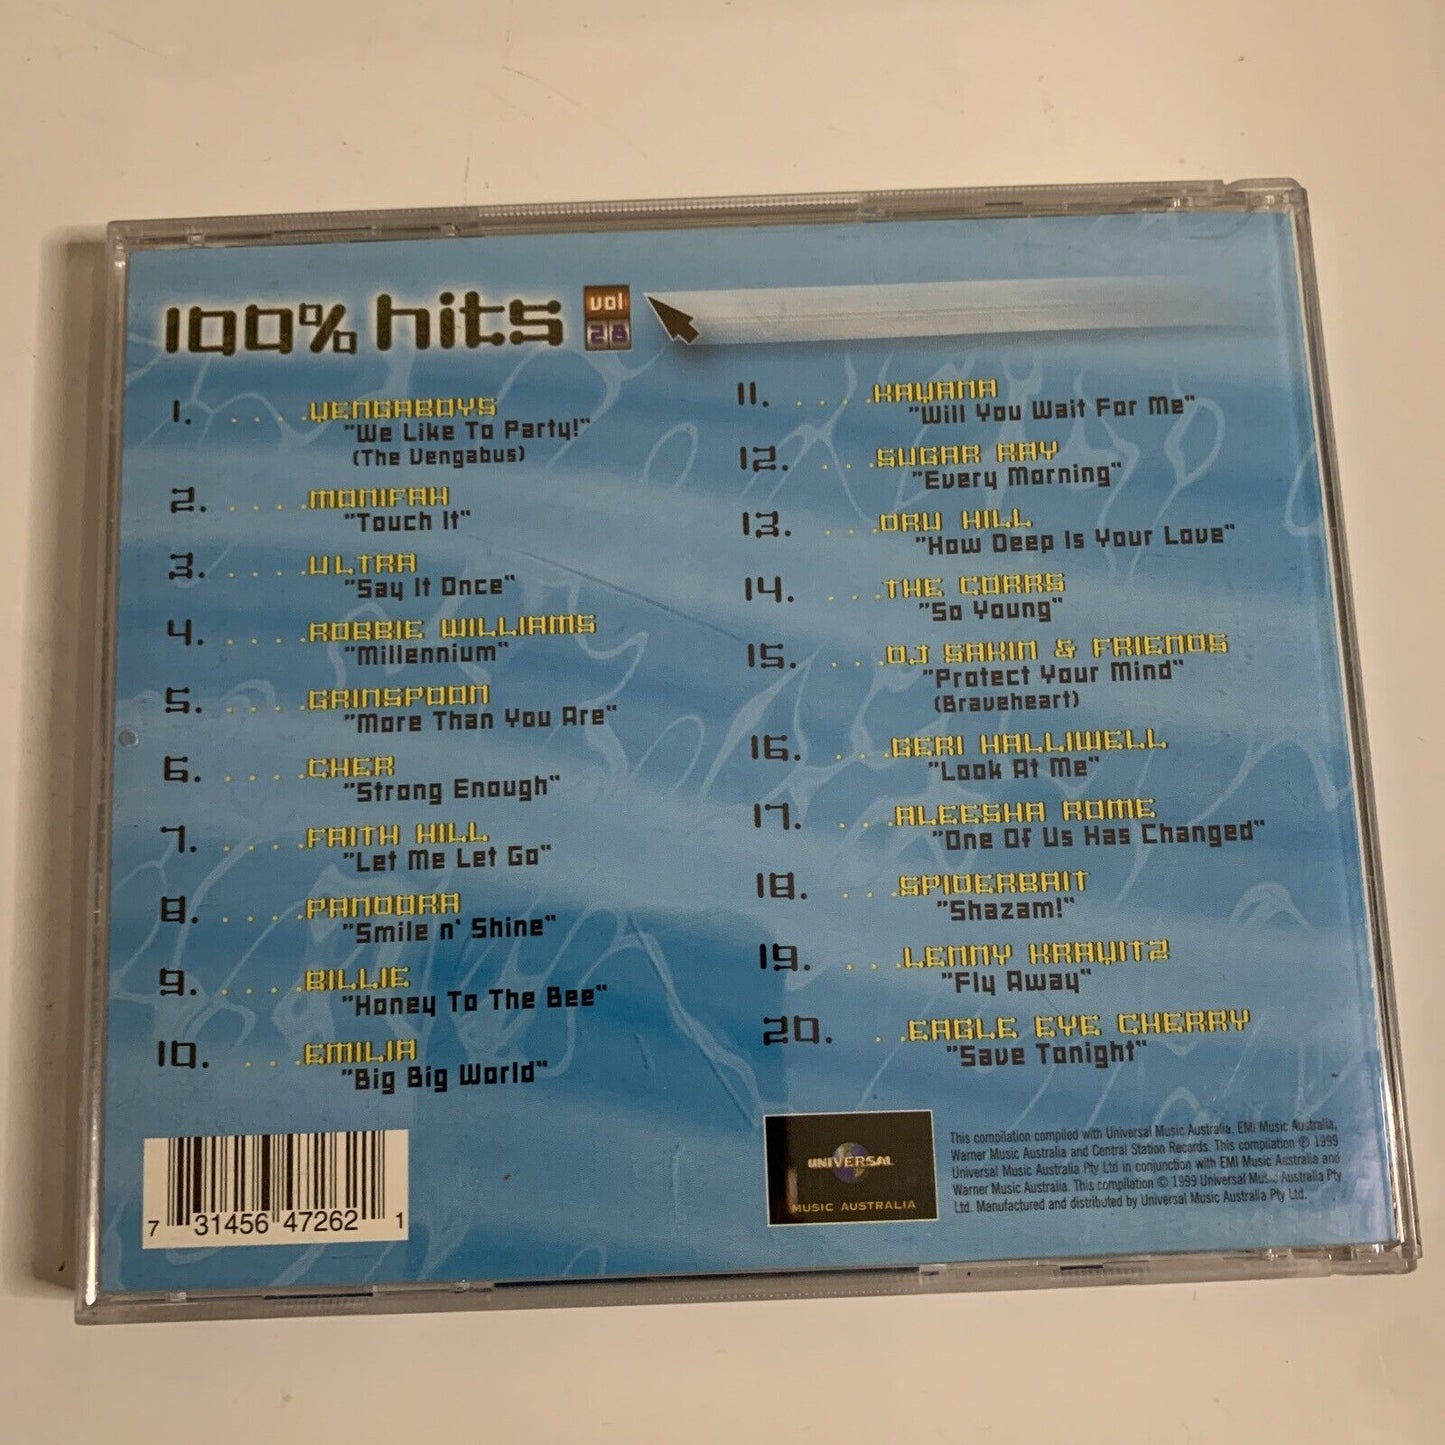 100% hits vol 28
1. .....VENGABOYS
"We Like To Party!"
(The Vengabus)
2. .....MONIFAH
"Touch It"
3. .....ULTRA
"Say It Once"
4. .....ROBBIE WILLIAMS
"Millennium"
5. .....GRINSPOON
"More Than You Are"
6. .....CHER
"Strong Enough"
7. .....FAITH HILL
"Let Me Let Go"
8. .....PANDORA
"Smile n' Shine"
9. .....BILLIE
"Honey To The Bee"
10. ....EMILIA
"Big Big World"
11. .....KAVANA
"Will You Wait For Me"
12. ....SUGAR RAY
"Every Morning"
13. ....DRU HILL
"How Deep Is Your Love"
14. ....THE CORRS
"So Young"
15. ....DJ SAKIN & FRIENDS
"Protect Your Mind"
(Braveheart)
16. ....GERI HALLIWELL
"Look At Me"
17. ....ALEESHA ROME
"One Of Us Has Changed"
18. ....SPIDERBAIT
"Shazam!"
19. ...LENNY KRAVITZ
"Fly Away"
20. ...EAGLE EYE CHERRY
"Save Tonight"
7 31456 47262 1
UNIVERSAL
MUSIC AUSTRALIA
This compilation compiled with Universal Music Australia, EMI Music Australia,
Warner Music Australia and Central Station Records. This compilation ℗ 1999
Universal Music Australia Pty Ltd in conjunction with EMI Music Australia and
Warner Music Australia. This compilation © 1999 Universal Music Australia Pty
Ltd. Manufactured and distributed by Universal Music Australia Pty Ltd.